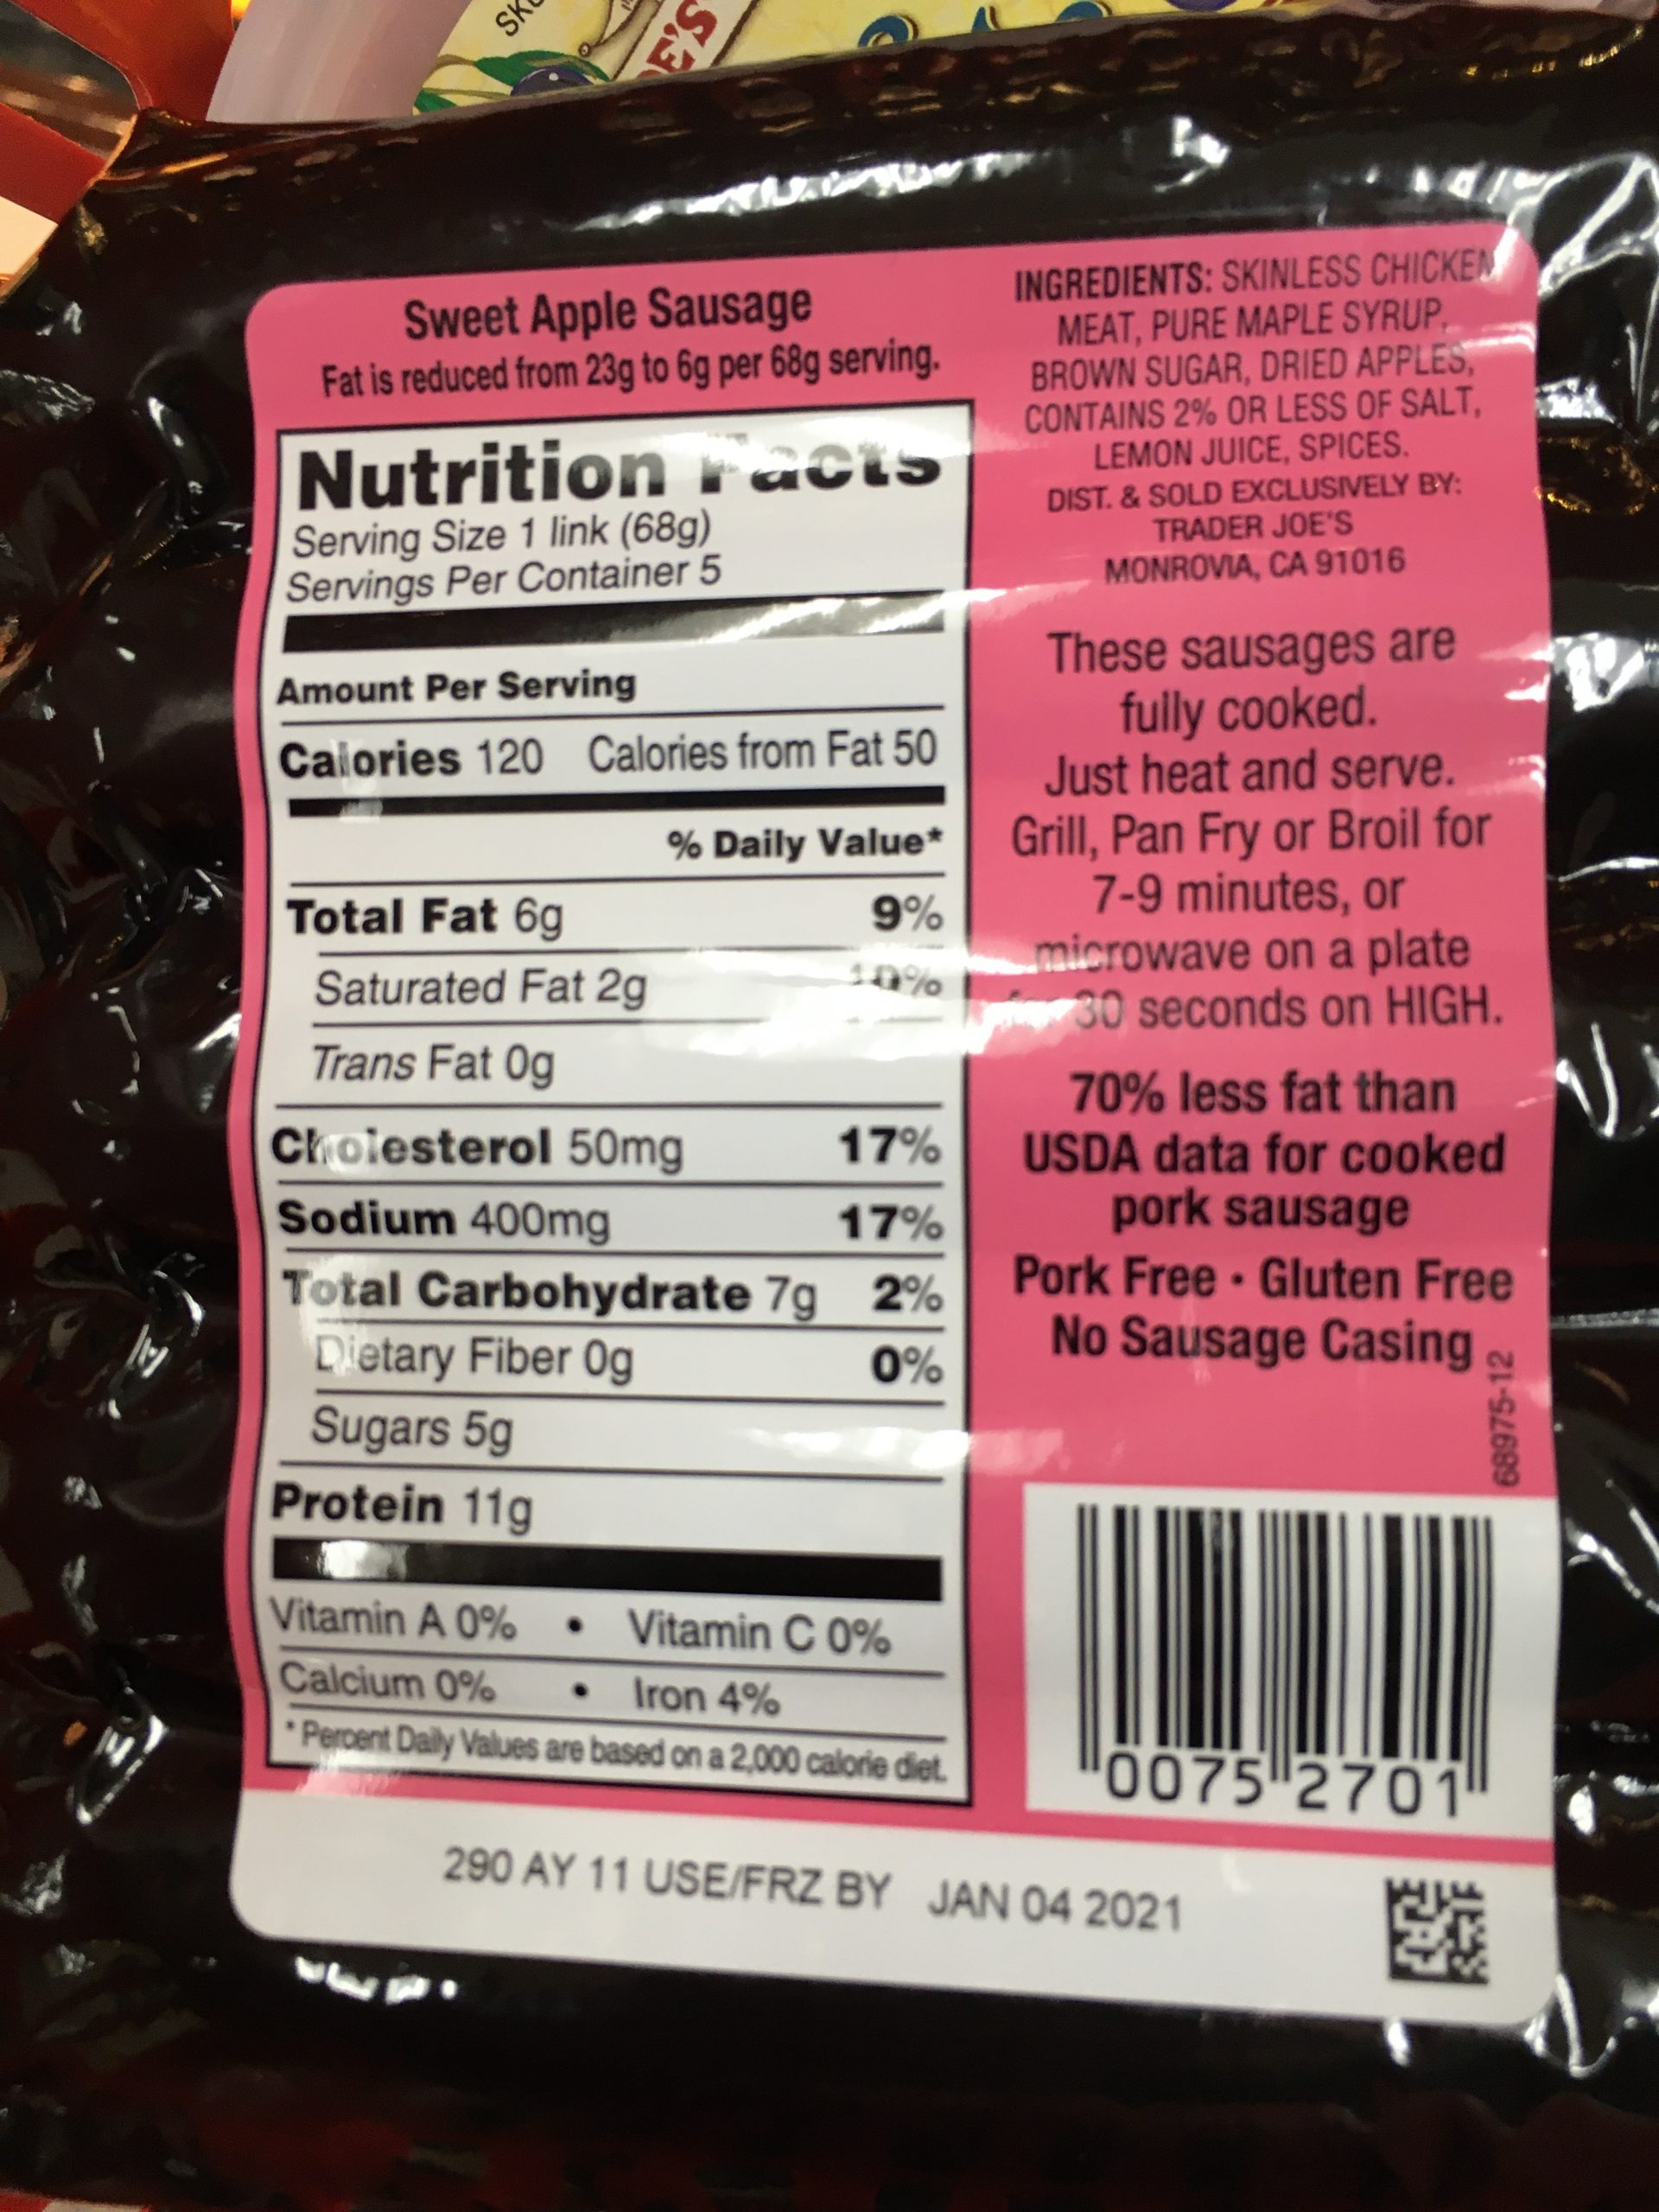 SK
E'S
Sweet Apple Sausage
Fat is reduced from 23g to 6g per 68g serving.
Nutrition Facts
Serving Size 1 link (68g)
Servings Per Container 5
Amount Per Serving
Calories 120 Calories from Fat 50
% Daily Value*
Total Fat 6g 9%
Saturated Fat 2g 10%
Trans Fat 0g
Cholesterol 50mg 17%
Sodium 400mg 17%
Total Carbohydrate 7g 2%
Dietary Fiber 0g 0%
Sugars 5g
Protein 11g
Vitamin A 0% • Vitamin C 0%
Calcium 0% • Iron 4%
* Percent Daily Values are based on a 2,000 calorie diet.
INGREDIENTS: SKINLESS CHICKEN
MEAT, PURE MAPLE SYRUP,
BROWN SUGAR, DRIED APPLES,
CONTAINS 2% OR LESS OF SALT,
LEMON JUICE, SPICES.
DIST. & SOLD EXCLUSIVELY BY:
TRADER JOE'S
MONROVIA, CA 91016
These sausages are
fully cooked.
Just heat and serve.
Grill, Pan Fry or Broil for
7-9 minutes, or
microwave on a plate
for 30 seconds on HIGH.
70% less fat than
USDA data for cooked
pork sausage
Pork Free • Gluten Free
No Sausage Casing
68975-12
0075 2701
290 AY 11 USE/FRZ BY JAN 04 2021